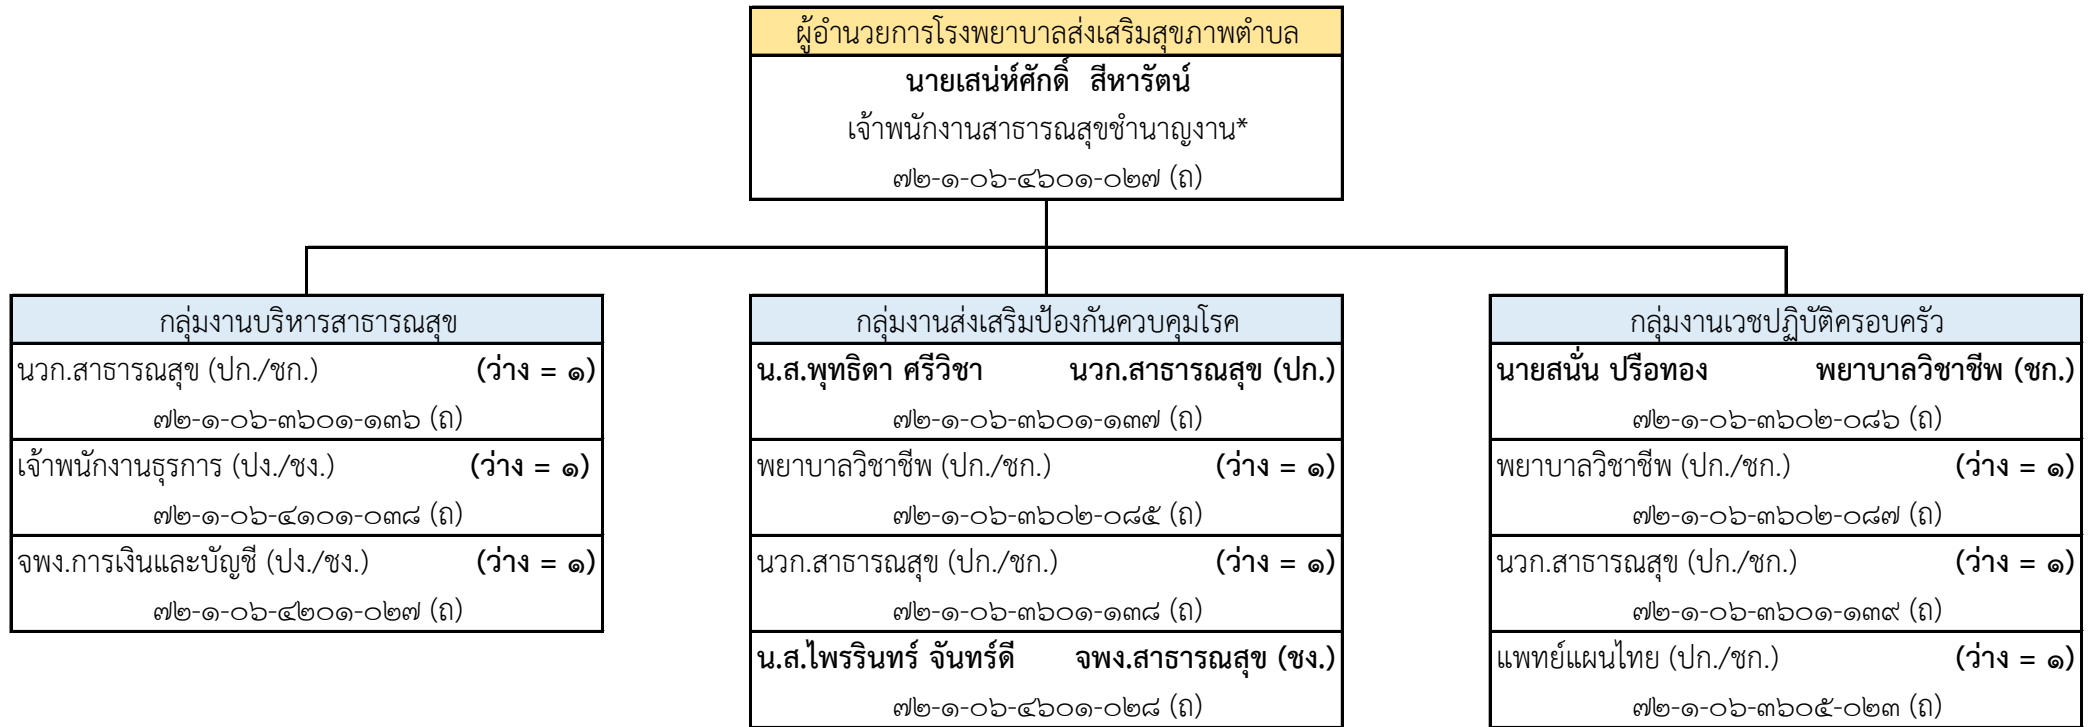 ผู้อำนวยการโรงพยาบาลส่งเสริมสุขภาพตำบล
นายเสน่ห์ศักดิ์ สีหารัตน์
เจ้าพนักงานสาธารณสุขชำนาญงาน*
๗๒-๑-๐๖-๔๖๐๑-๐๒๗ (ถ)
กลุ่มงานบริหารสาธารณสุข
นวก.สาธารณสุข (ปก./ชก.) (ว่าง = ๑)
๗๒-๑-๐๖-๓๖๐๑-๑๓๖ (ถ)
เจ้าพนักงานธุรการ (ปง./ชง.) (ว่าง = ๑)
๗๒-๑-๐๖-๔๑๐๑-๐๓๘ (ถ)
จพง.การเงินและบัญชี (ปง./ชง.) (ว่าง = ๑)
๗๒-๑-๐๖-๔๒๐๑-๐๒๗ (ถ)
กลุ่มงานส่งเสริมป้องกันควบคุมโรค
น.ส.พุทธิดา ศรีวิชา นวก.สาธารณสุข (ปก.)
๗๒-๑-๐๖-๓๖๐๑-๑๓๗ (ถ)
พยาบาลวิชาชีพ (ปก./ชก.) (ว่าง = ๑)
๗๒-๑-๐๖-๓๖๐๒-๐๘๕ (ถ)
นวก.สาธารณสุข (ปก./ชก.) (ว่าง = ๑)
๗๒-๑-๐๖-๓๖๐๑-๑๓๘ (ถ)
น.ส.ไพรรินทร์ จันทร์ดี จพง.สาธารณสุข (ชง.)
๗๒-๑-๐๖-๔๖๐๑-๐๒๘ (ถ)
กลุ่มงานเวชปฏิบัติครอบครัว
นายสนั่น ปรือทอง พยาบาลวิชาชีพ (ชก.)
๗๒-๑-๐๖-๓๖๐๒-๐๘๖ (ถ)
พยาบาลวิชาชีพ (ปก./ชก.) (ว่าง = ๑)
๗๒-๑-๐๖-๓๖๐๒-๐๘๗ (ถ)
นวก.สาธารณสุข (ปก./ชก.) (ว่าง = ๑)
๗๒-๑-๐๖-๓๖๐๑-๑๓๙ (ถ)
แพทย์แผนไทย (ปก./ชก.) (ว่าง = ๑)
๗๒-๑-๐๖-๓๖๐๕-๐๒๓ (ถ)